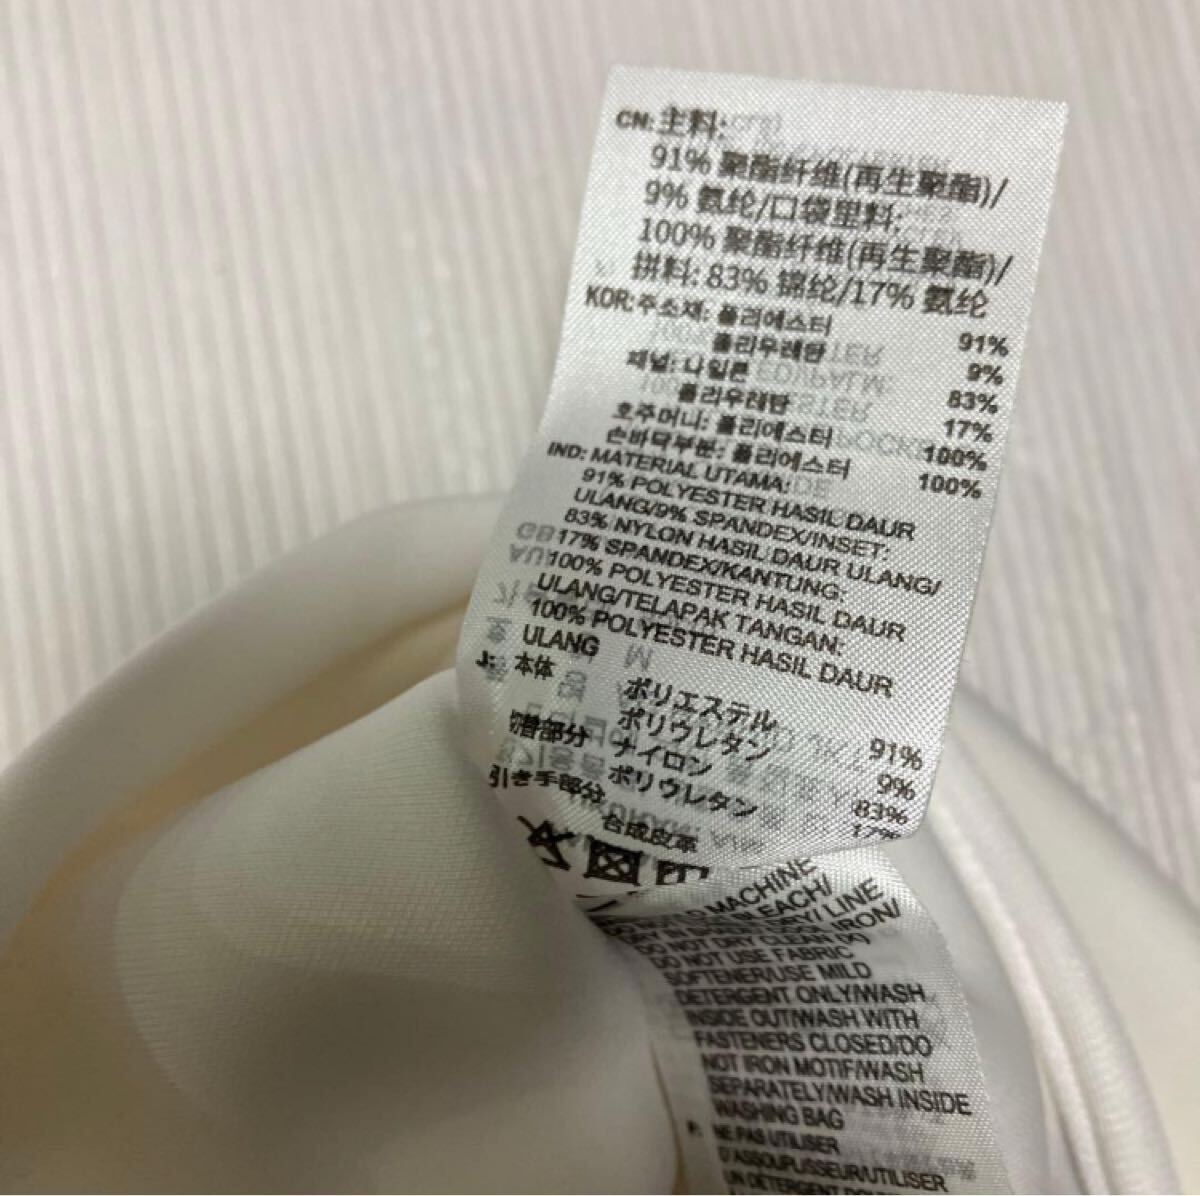 CN: 主料:
91% 聚酯纤维(再生聚酯)/
9% 氨纶/口袋里料:
100% 聚酯纤维(再生聚酯)/
拼料: 83% 锦纶/17% 氨纶
KOR: 주소재: 폴리에스터 91%
폴리우레탄 9%
패널: 나일론 83%
폴리우레탄 17%
호주머니: 폴리에스터 100%
손바닥부분: 폴리에스터 100%
IND: MATERIAL UTAMA:
91% POLYESTER HASIL DAUR
ULANG/9% SPANDEX/INSET:
83% NYLON HASIL DAUR ULANG/
17% SPANDEX/KANTUNG:
100% POLYESTER HASIL DAUR
ULANG/TELAPAK TANGAN:
100% POLYESTER HASIL DAUR
ULANG
J: 本体 ポリエステル 91%
ポリウレタン 9%
切替部分 ナイロン 83%
ポリウレタン 17%
引き手部分 合成皮革
MACHINE
BLEACH/
DRY/ LINE
IRON/
DO NOT DRY CLEAN
DO NOT USE FABRIC
SOFTENER/USE MILD
DETERGENT ONLY/WASH
INSIDE OUT/WASH WITH
FASTENERS CLOSED/DO
NOT IRON MOTIF/WASH
SEPARATELY/WASH INSIDE
WASHING BAG
F: NE PAS UTILISER
D'ASSOUPLISSEUR/UTILISER
UN DETERGENT